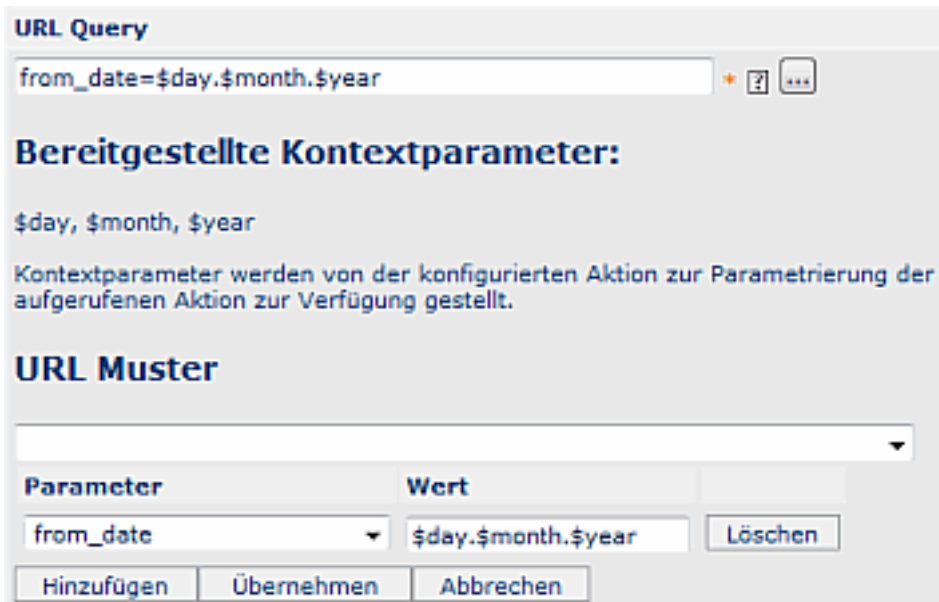 URL Query
from_date=$day.$month.$year * ? ...
Bereitgestellte Kontextparameter:
$day, $month, $year
Kontextparameter werden von der konfigurierten Aktion zur Parametrierung der
aufgerufenen Aktion zur Verfügung gestellt.
URL Muster
Parameter Wert
from_date $day.$month.$year Löschen
Hinzufügen Übernehmen Abbrechen